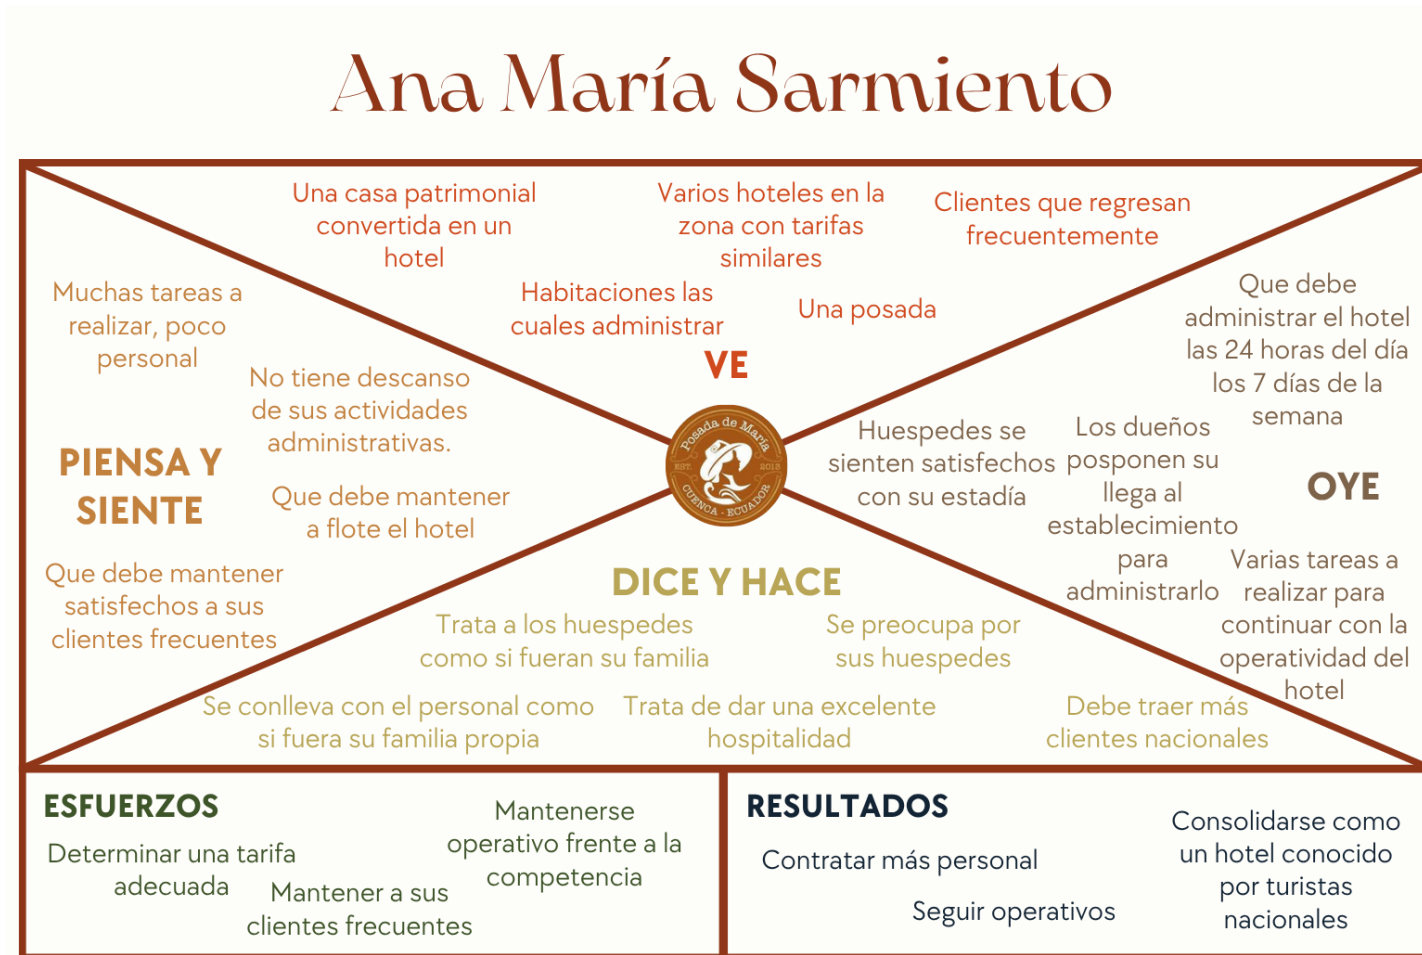 Ana María Sarmiento
Una casa patrimonial
convertida en un
hotel
Varios hoteles en la
zona con tarifas
similares
Clientes que regresan
frecuentemente
Habitaciones las
cuales administrar
Una posada
VE
Muchas tareas a
realizar, poco
personal
No tiene descanso
de sus actividades
administrativas.
PIENSA Y
SIENTE
Que debe mantener
a flote el hotel
Que debe mantener
satisfechos a sus
clientes frecuentes
Posada de María
EST. 2013
CUENCA - ECUADOR
Que debe
administrar el hotel
las 24 horas del día
los 7 días de la
semana
Huespedes se
sienten satisfechos
con su estadía
Los dueños
posponen su
llega al
establecimiento
para
administrarlo
OYE
Varias tareas a
realizar para
continuar con la
operatividad del
hotel
DICE Y HACE
Trata a los huespedes
como si fueran su familia
Se preocupa por
sus huespedes
Se conlleva con el personal como
si fuera su familia propia
Trata de dar una excelente
hospitalidad
Debe traer más
clientes nacionales
ESFUERZOS
Determinar una tarifa
adecuada
Mantener a sus
clientes frecuentes
Mantenerse
operativo frente a la
competencia
RESULTADOS
Contratar más personal
Seguir operativos
Consolidarse como
un hotel conocido
por turistas
nacionales